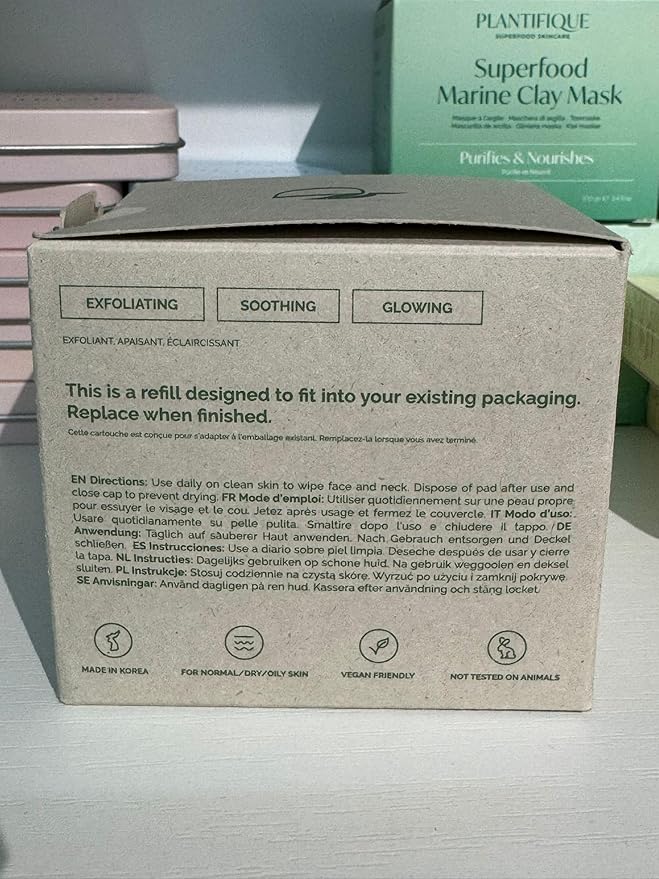 PLANTIFIQUE
SUPERFOOD SKINCARE
Superfood
Marine Clay Mask
Purifies & Nourishes
Purifie et Nourrit
EXFOLIATING
SOOTHING
GLOWING
EXFOLIANT, APAISANT, ÉCLAIRCISSANT
This is a refill designed to fit into your existing packaging.
Replace when finished.
Cette cartouche est conçue pour s'adapter à l'emballage existant. Remplacez-la lorsque vous avez terminé.
EN Directions: Use daily on clean skin to wipe face and neck. Dispose of pad after use and
close cap to prevent drying. FR Mode d'emploi: Utiliser quotidiennement sur une peau propre
pour essuyer le visage et le cou. Jetez après usage et fermez le couvercle. IT Modo d'uso:
Usare quotidianamente su pelle pulita. Smaltire dopo l'uso e chiudere il tappo. / DE
Anwendung: Täglich auf sauberer Haut anwenden. Nach Gebrauch entsorgen und Deckel
schließen. ES Instrucciones: Use a diario sobre piel limpia. Deseche después de usar y cierre
la tapa. NL Instructies: Dagelijks gebruiken op schone huid. Na gebruik weggooien en deksel
sluiten. PL Instrukcje: Stosuj codziennie na czystą skórę. Wyrzuć po użyciu i zamknij pokrywę.
SE Anvisningar: Använd dagligen på ren hud. Kassera efter användning och stäng locket.
MADE IN KOREA
FOR NORMAL/DRY/OILY SKIN
VEGAN FRIENDLY
NOT TESTED ON ANIMALS